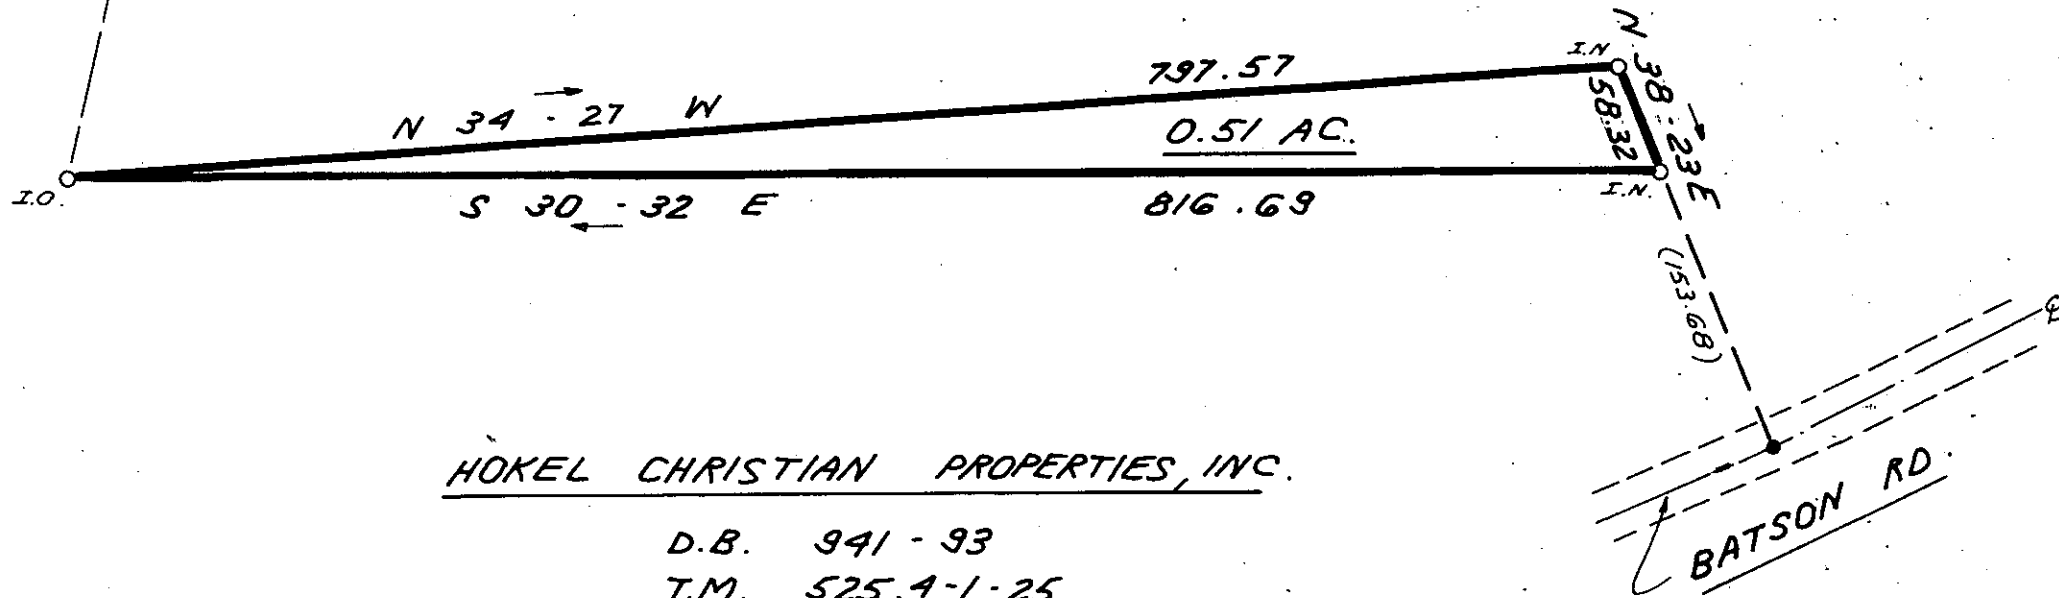 N 34 - 27 W
797.57
I.N
N 38 - 23 E
58.32
0.51 AC.
I.O.
S 30 - 32 E
816.69
I.N.
(153.68)
HOKEL CHRISTIAN PROPERTIES, INC.
D.B. 941 - 93
T.M. 525.4-1-25
BATSON RD.